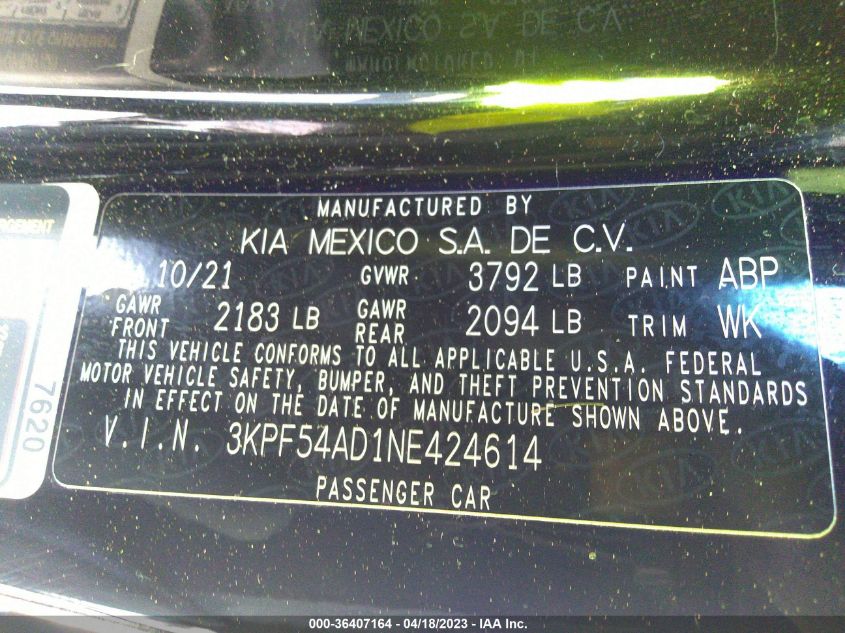 MANUFACTURED BY
KIA MEXICO S.A. DE C.V.
10/21 GVWR 3792 LB PAINT ABP
GAWR FRONT 2183 LB GAWR REAR 2094 LB TRIM WK
THIS VEHICLE CONFORMS TO ALL APPLICABLE U.S.A. FEDERAL
MOTOR VEHICLE SAFETY, BUMPER, AND THEFT PREVENTION STANDARDS
IN EFFECT ON THE DATE OF MANUFACTURE SHOWN ABOVE.
V.I.N. 3KPF54AD1NE424614
PASSENGER CAR
7620
000-36407164 - 04/18/2023 - IAA Inc.